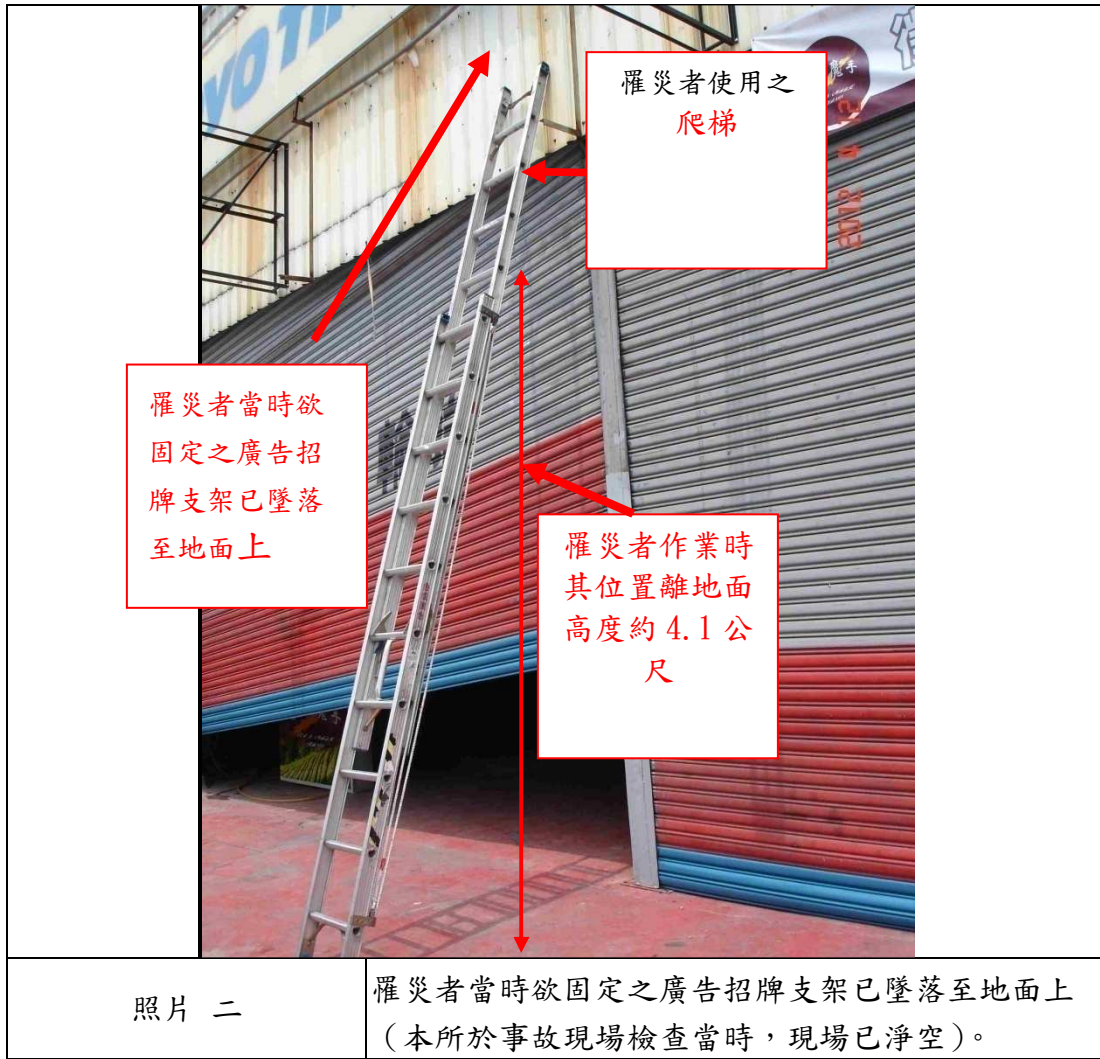 罹災者使用之
爬梯
罹災者當時欲
固定之廣告招
牌支架已墜落
至地面上
罹災者作業時
其位置離地面
高度約 4.1 公
尺
照片 二
罹災者當時欲固定之廣告招牌支架已墜落至地面上
（本所於事故現場檢查當時，現場已淨空）。